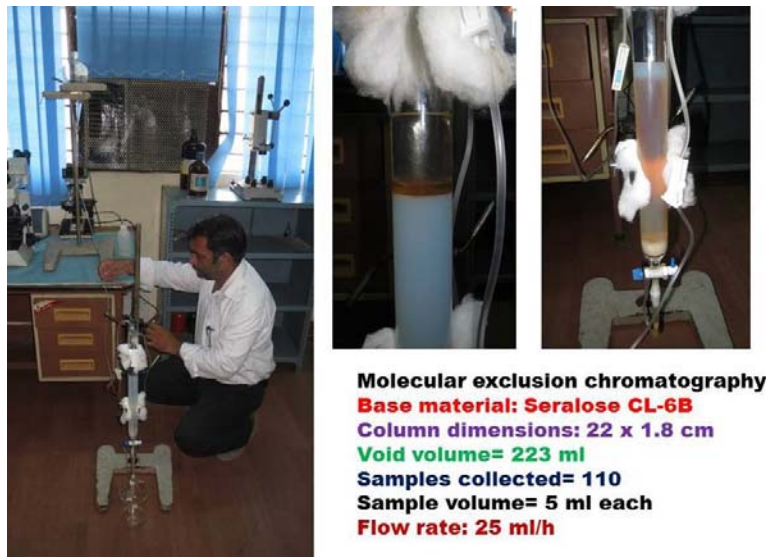 Molecular exclusion chromatography
Base material: Seralose CL-6B
Column dimensions: 22 x 1.8 cm
Void volume= 223 ml
Samples collected= 110
Sample volume= 5 ml each
Flow rate: 25 ml/h